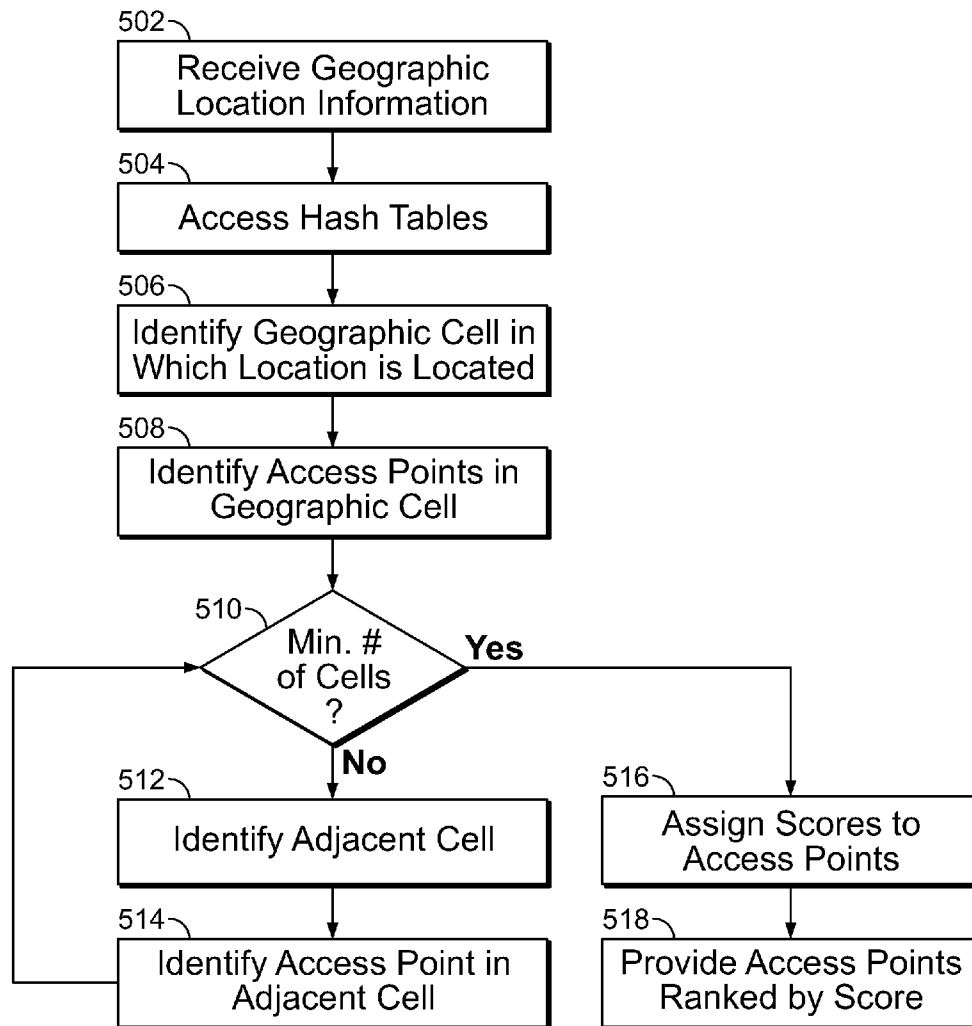 502
Receive Geographic
Location Information
504
Access Hash Tables
506
Identify Geographic Cell in
Which Location is Located
508
Identify Access Points in
Geographic Cell
510
Min. #
of Cells
?
Yes
No
512
Identify Adjacent Cell
514
Identify Access Point in
Adjacent Cell
516
Assign Scores to
Access Points
518
Provide Access Points
Ranked by Score